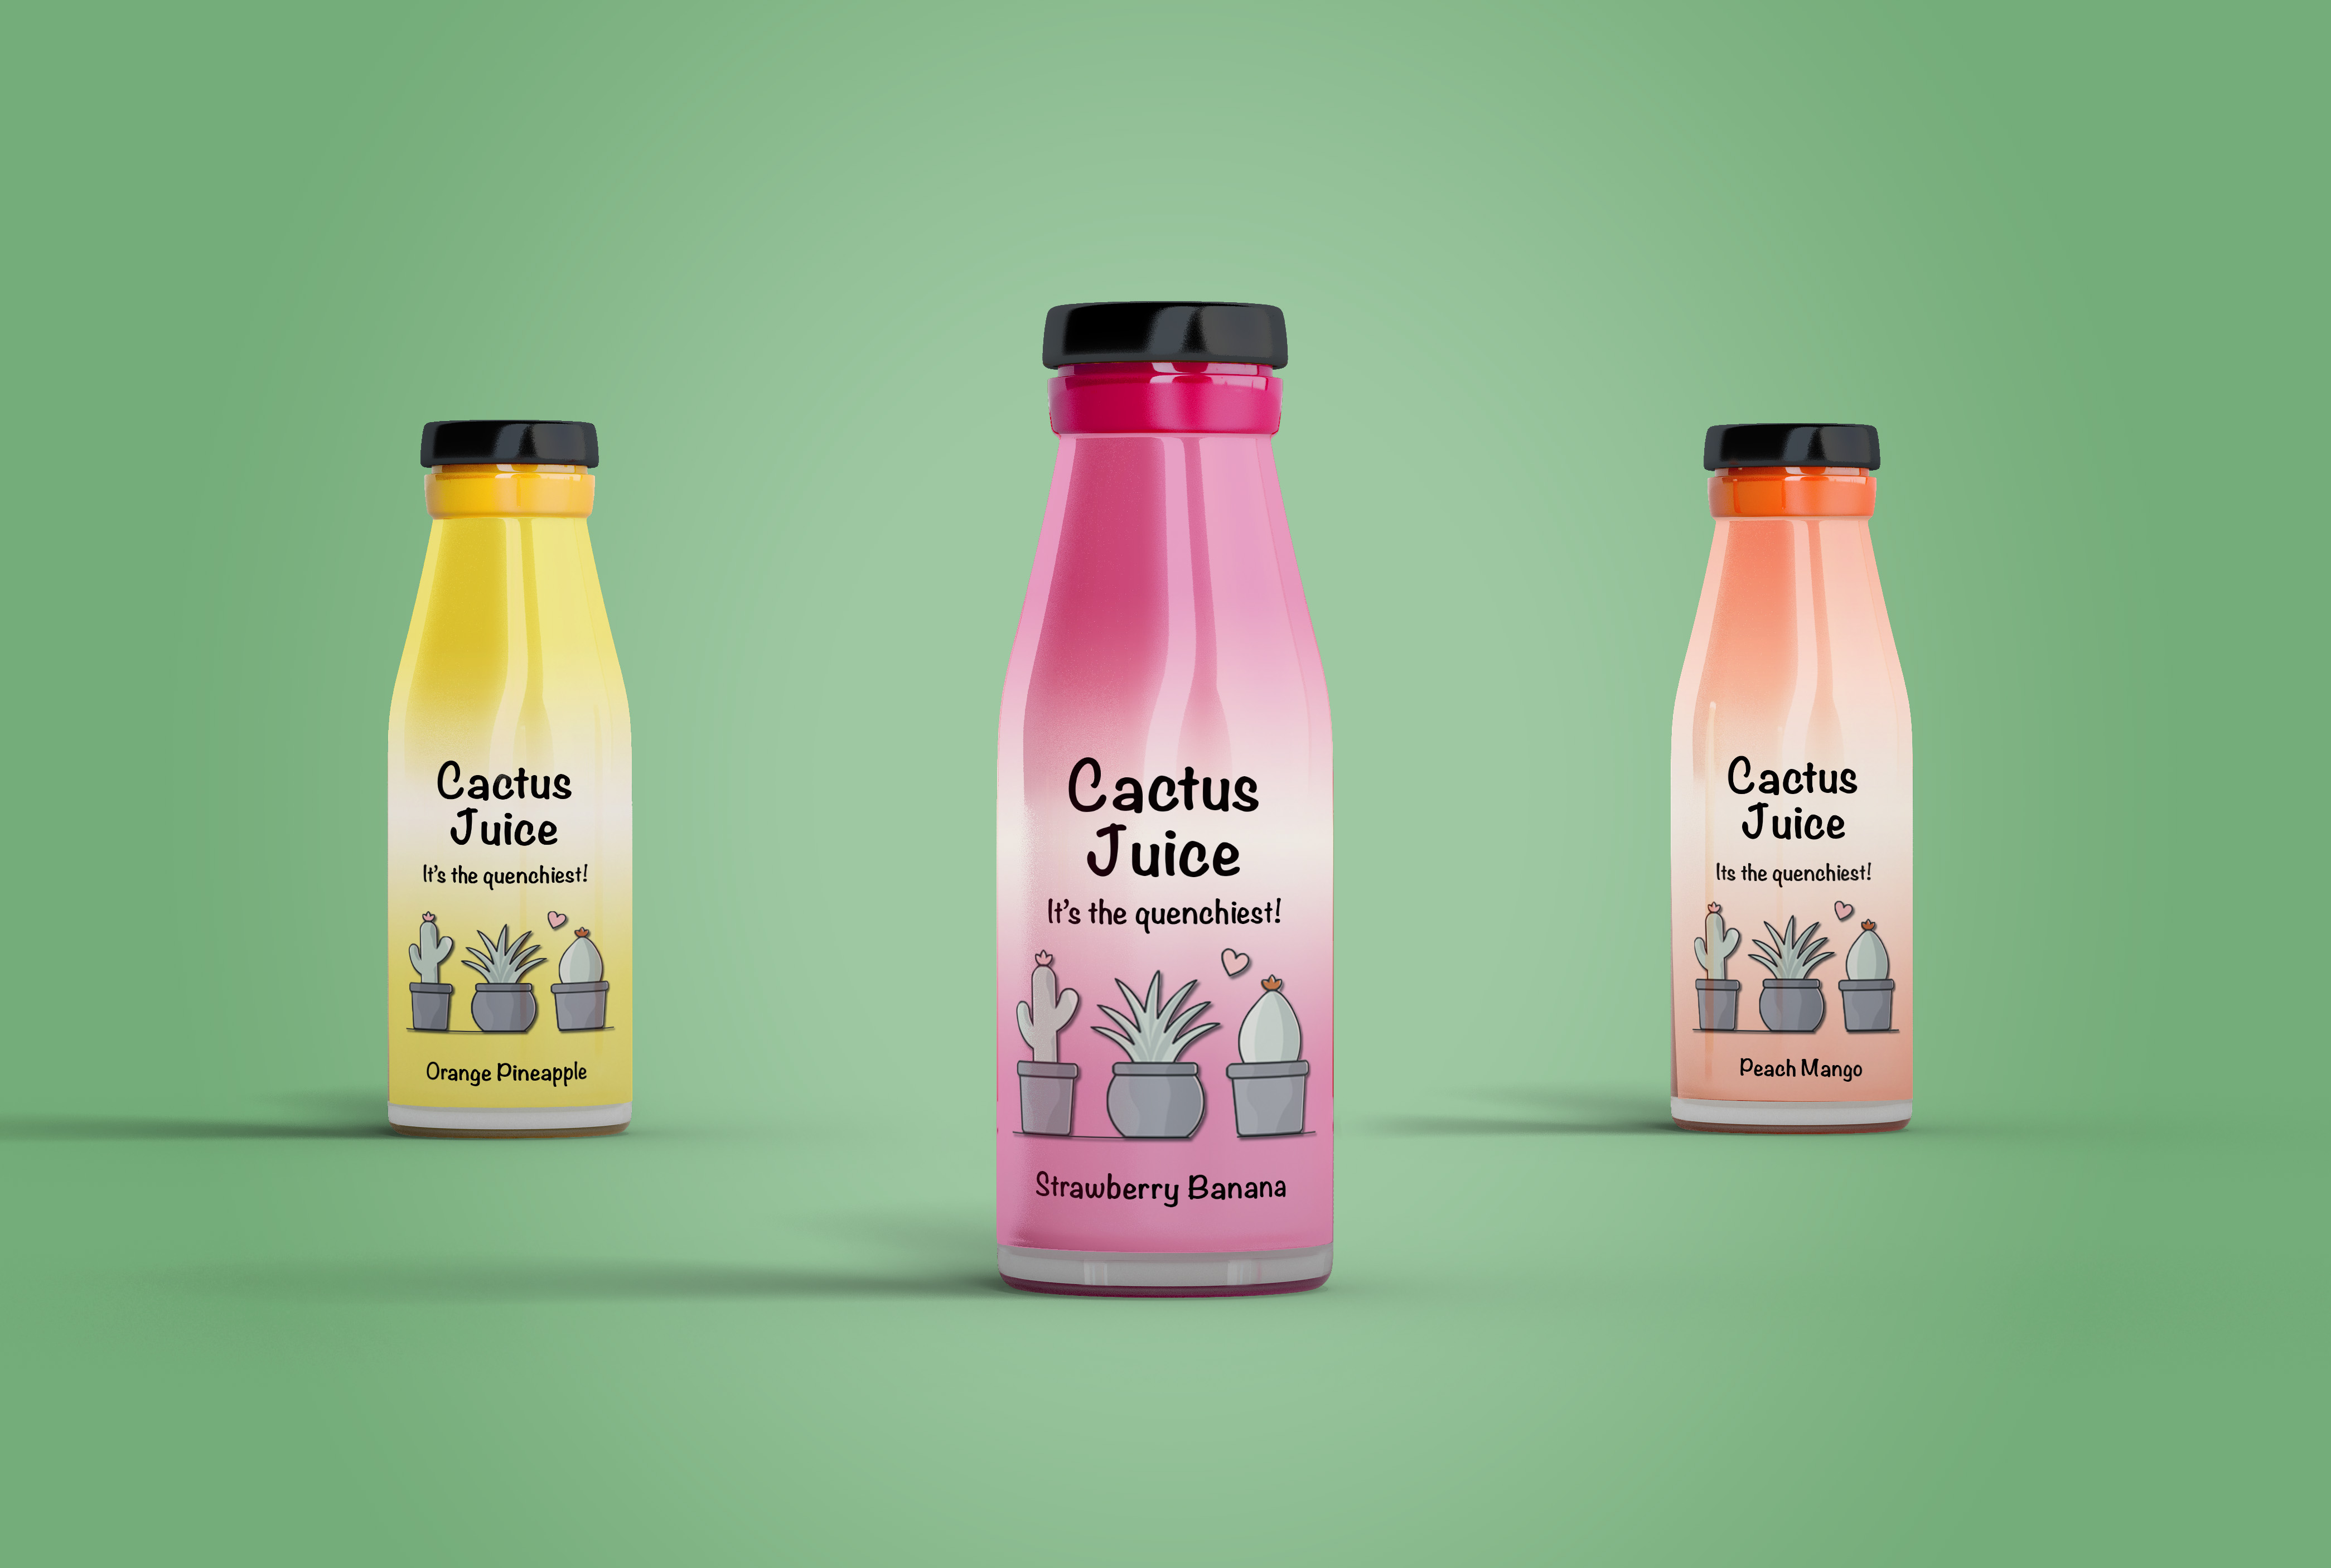 Cactus
Juice
It's the quenchiest!
Orange Pineapple
Cactus
Juice
It's the quenchiest!
Strawberry Banana
Cactus
Juice
Its the quenchiest!
Peach Mango